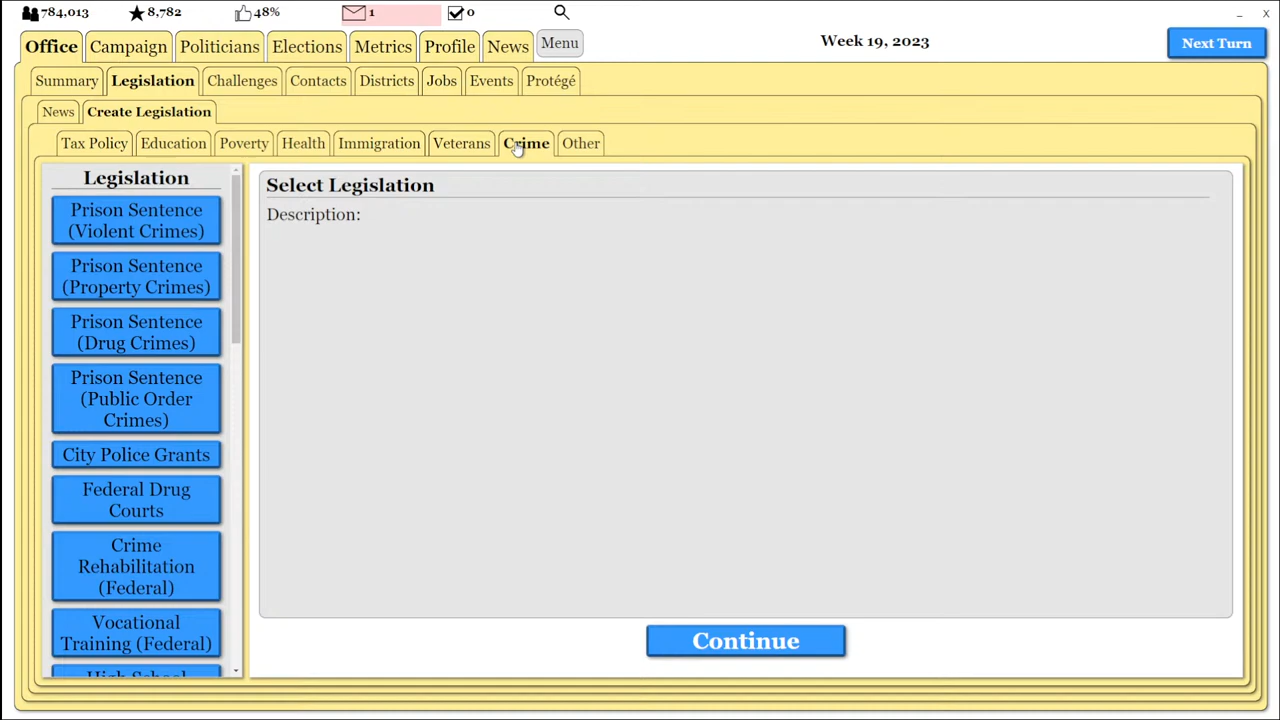 784,013 8,782 48% 1 0
_ x
Office Campaign Politicians Elections Metrics Profile News Menu
Week 19, 2023
Next Turn
Summary Legislation Challenges Contacts Districts Jobs Events Protégé
News Create Legislation
Tax Policy Education Poverty Health Immigration Veterans Crime Other
Legislation
Prison Sentence
(Violent Crimes)
Prison Sentence
(Property Crimes)
Prison Sentence
(Drug Crimes)
Prison Sentence
(Public Order
Crimes)
City Police Grants
Federal Drug
Courts
Crime
Rehabilitation
(Federal)
Vocational
Training (Federal)
High School
Select Legislation
Description:
Continue